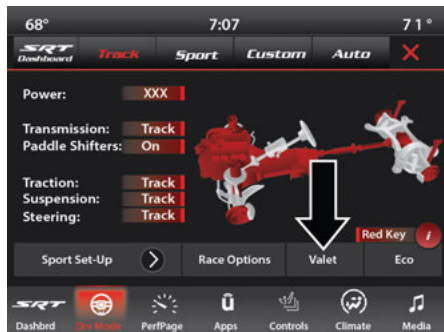 68° 7:07 71°
SRT Dashboard Track Sport Custom Auto
Power: XXX
Transmission: Track
Paddle Shifters: On
Traction: Track
Suspension: Track
Steering: Track
Red Key i
Sport Set-Up Race Options Valet Eco
SRT
Dashbrd Drv Mode PerfPage Apps Controls Climate Media